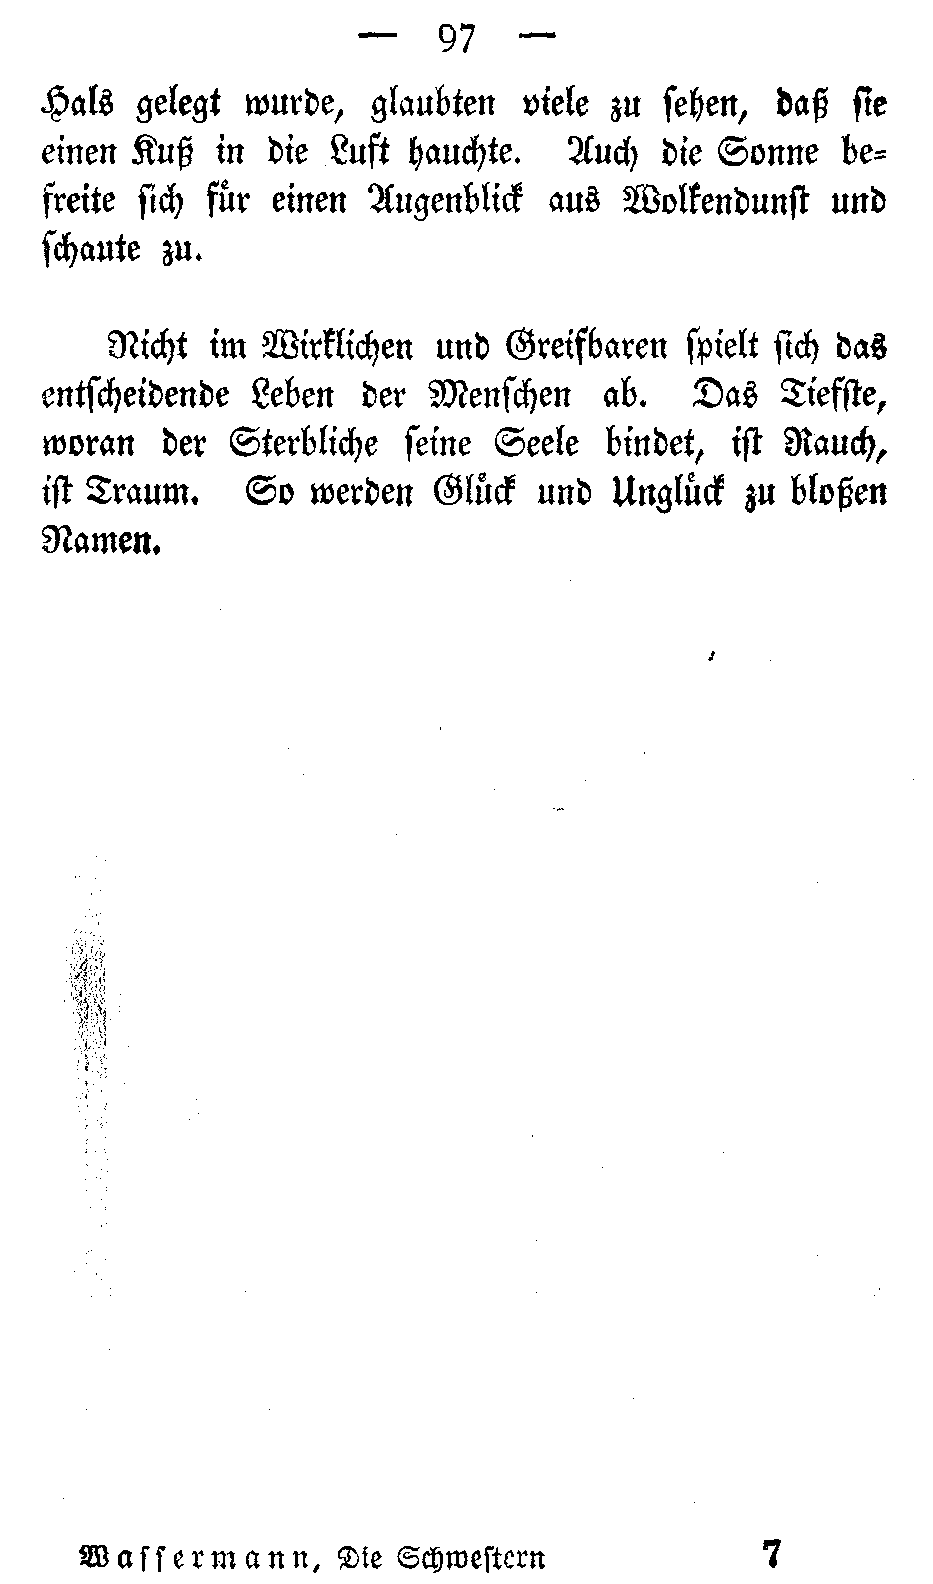 — 97 —
Hals gelegt wurde, glaubten viele zu sehen, daß sie
einen Kuß in die Luft hauchte. Auch die Sonne be-
freite sich für einen Augenblick aus Wolkendunst und
schaute zu.
Nicht im Wirklichen und Greifbaren spielt sich das
entscheidende Leben der Menschen ab. Das Tiefste,
woran der Sterbliche seine Seele bindet, ist Rauch,
ist Traum. So werden Glück und Unglück zu bloßen
Namen.
Wassermann, Die Schwestern 7